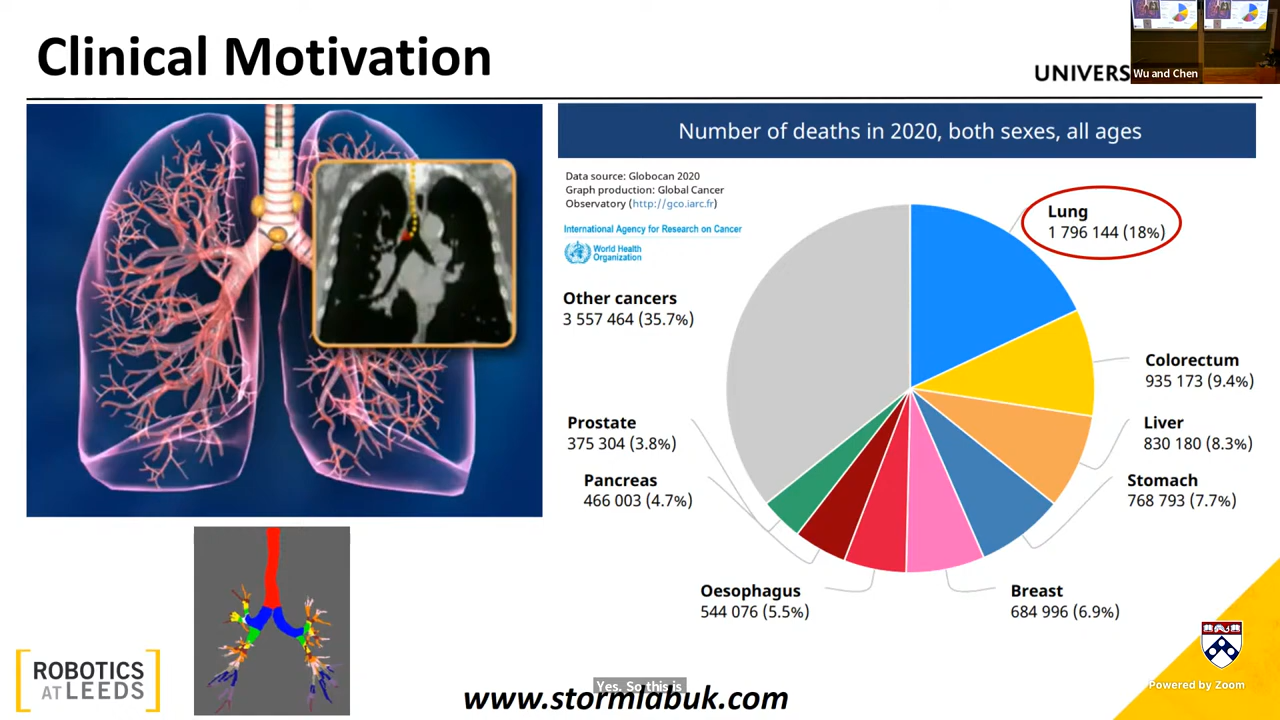 Clinical Motivation
UNIVERS
Wu and Chen
Number of deaths in 2020, both sexes, all ages
Data source: Globocan 2020
Graph production: Global Cancer
Observatory (http://gco.iarc.fr)
International Agency for Research on Cancer
World Health
Organization
Lung
1 796 144 (18%)
Other cancers
3 557 464 (35.7%)
Colorectum
935 173 (9.4%)
Prostate
375 304 (3.8%)
Liver
830 180 (8.3%)
Pancreas
466 003 (4.7%)
Stomach
768 793 (7.7%)
Oesophagus
544 076 (5.5%)
Breast
684 996 (6.9%)
ROBOTICS
AT LEEDS
www.stormlabuk.com
Yes. So this is
Powered by Zoom